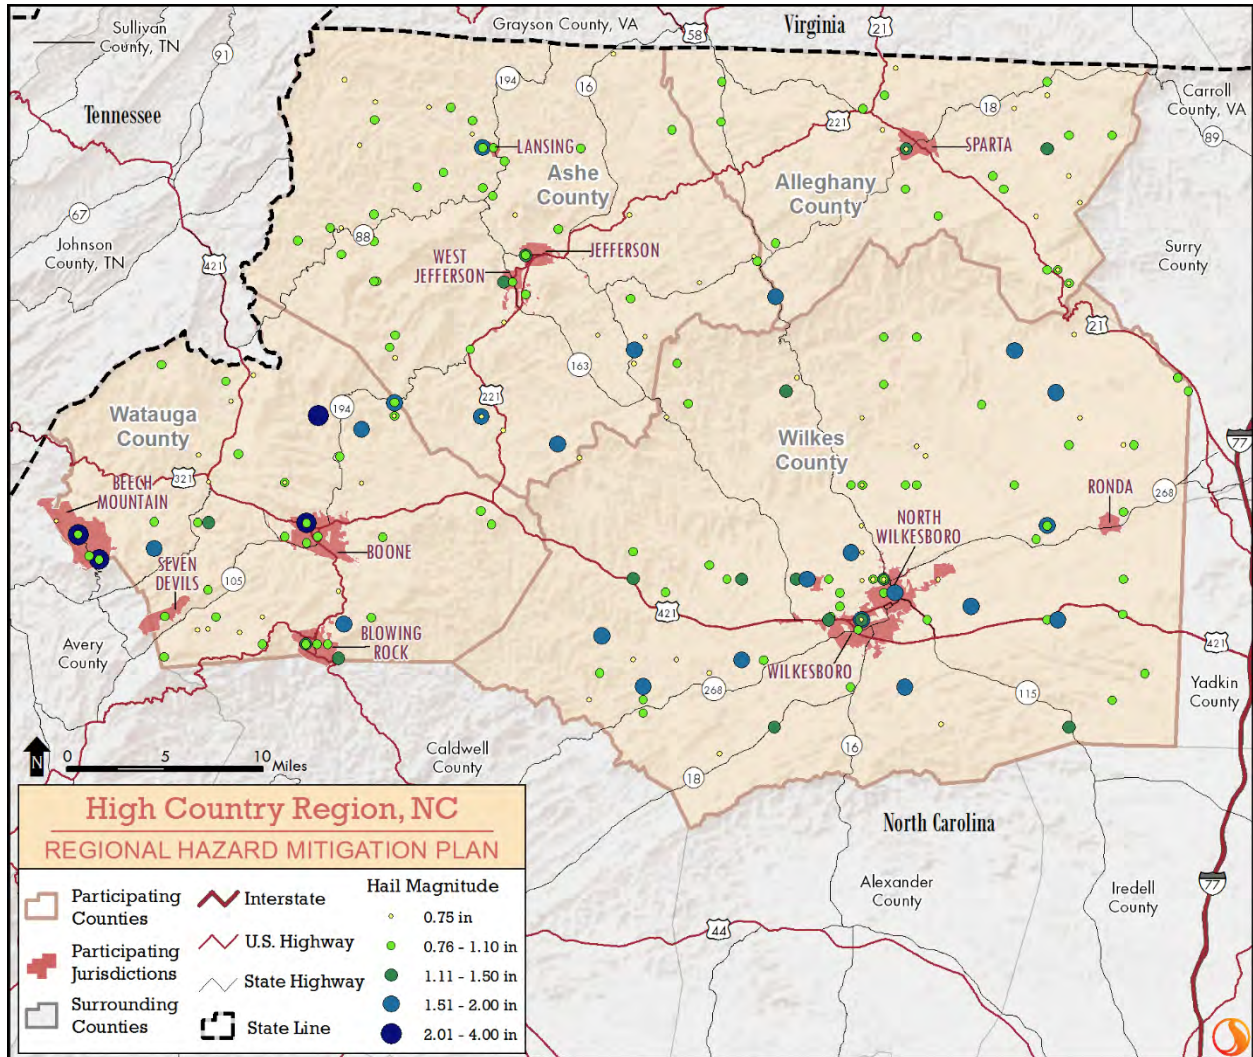 Sullivan
County, TN
91
Grayson County, VA
58
Virginia
21
Tennessee
194
16
18
Carroll
County, VA
221
89
LANSING
SPARTA
Ashe
County
Alleghany
County
67
Johnson
County, TN
88
421
WEST
JEFFERSON
JEFFERSON
Surry
County
21
163
Watauga
County
194
221
Wilkes
County
77
BEECH
MOUNTAIN
321
RONDA
268
NORTH
WILKESBORO
BOONE
SEVEN
DEVILS
105
421
BLOWING
ROCK
Avery
County
WILKESBORO
421
268
115
Yadkin
County
16
Caldwell
County
18
N
0 5 10
Miles
High Country Region, NC
REGIONAL HAZARD MITIGATION PLAN
North Carolina
Alexander
County
Iredell
County
77
44
Participating
Counties
Participating
Jurisdictions
Surrounding
Counties
Interstate
U.S. Highway
State Highway
State Line
Hail Magnitude
0.75 in
0.76 - 1.10 in
1.11 - 1.50 in
1.51 - 2.00 in
2.01 - 4.00 in